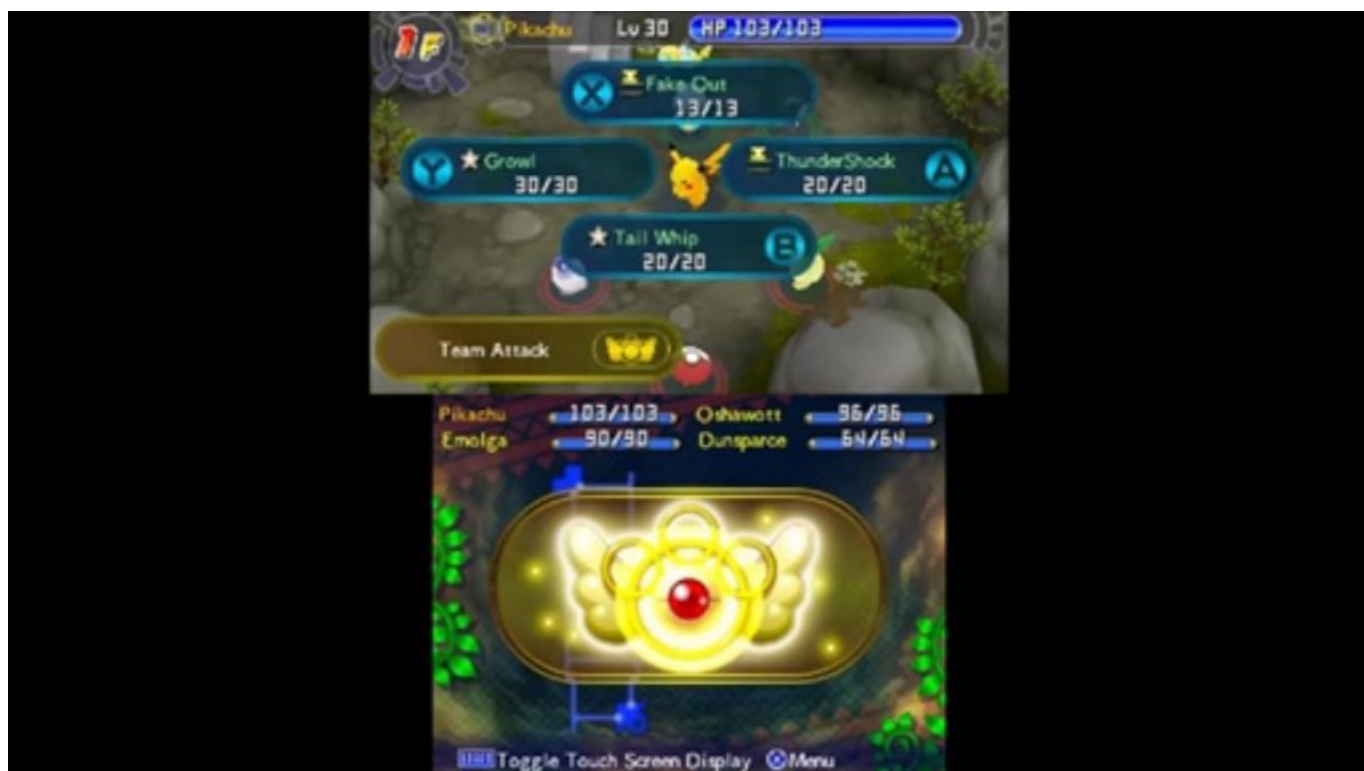 1F Pikachu Lv 30 HP 103/103
X Fake Out
13/13
Y Growl
30/30
ThunderShock A
20/20
Tail Whip B
20/20
Team Attack
Pikachu 103/103 Oshawott 96/96
Emolga 90/90 Dunsparce 64/64
Toggle Touch Screen Display Menu